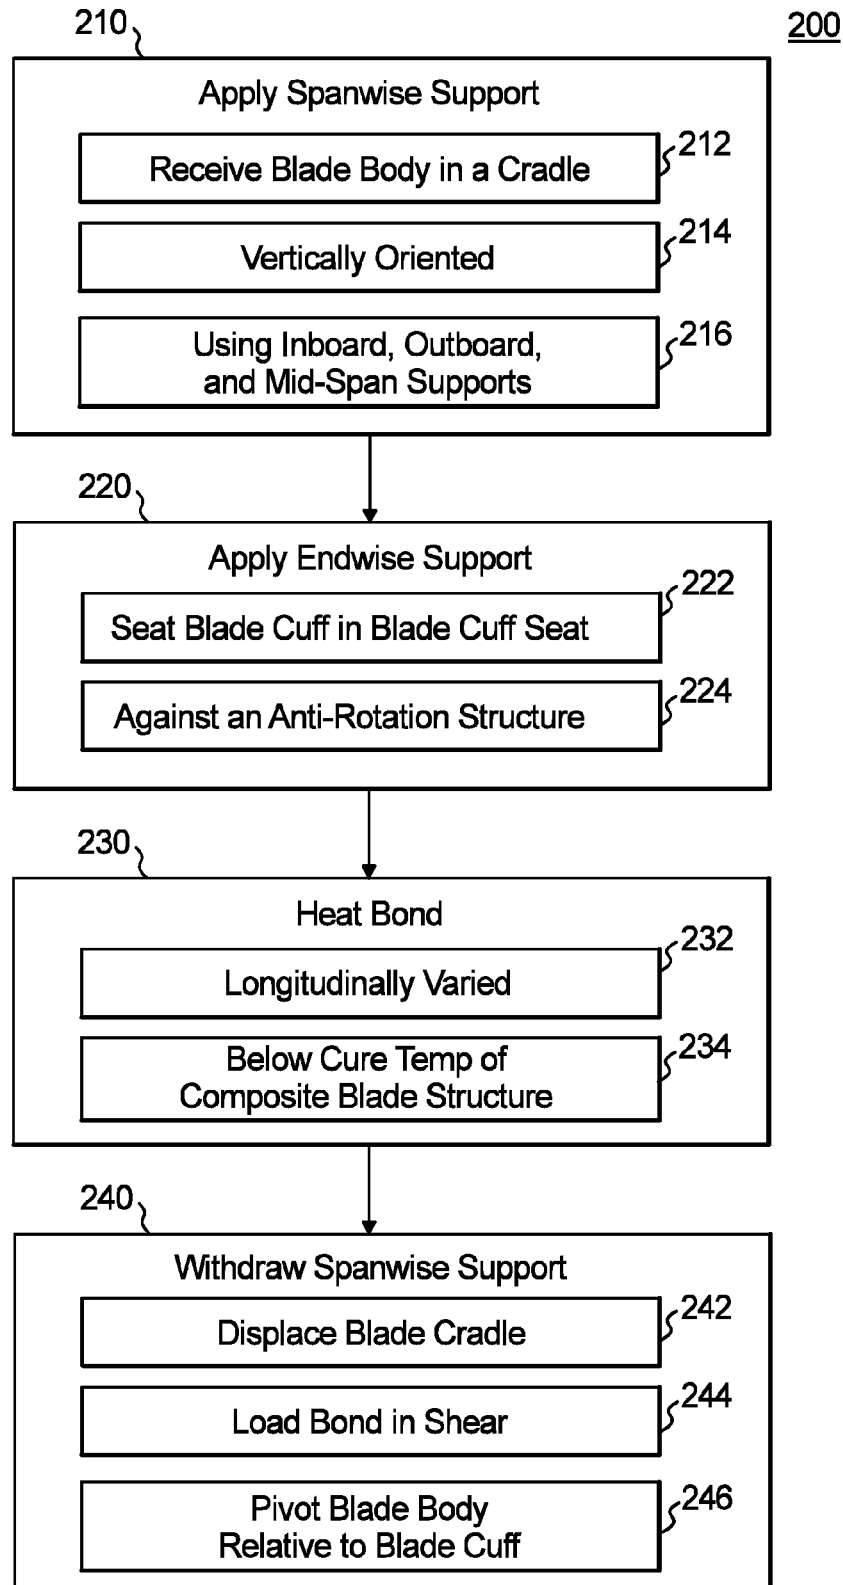 210
200
Apply Spanwise Support
Receive Blade Body in a Cradle
212
Vertically Oriented
214
Using Inboard, Outboard,
and Mid-Span Supports
216
220
Apply Endwise Support
Seat Blade Cuff in Blade Cuff Seat
222
Against an Anti-Rotation Structure
224
230
Heat Bond
Longitudinally Varied
232
Below Cure Temp of
Composite Blade Structure
234
240
Withdraw Spanwise Support
Displace Blade Cradle
242
Load Bond in Shear
244
Pivot Blade Body
Relative to Blade Cuff
246